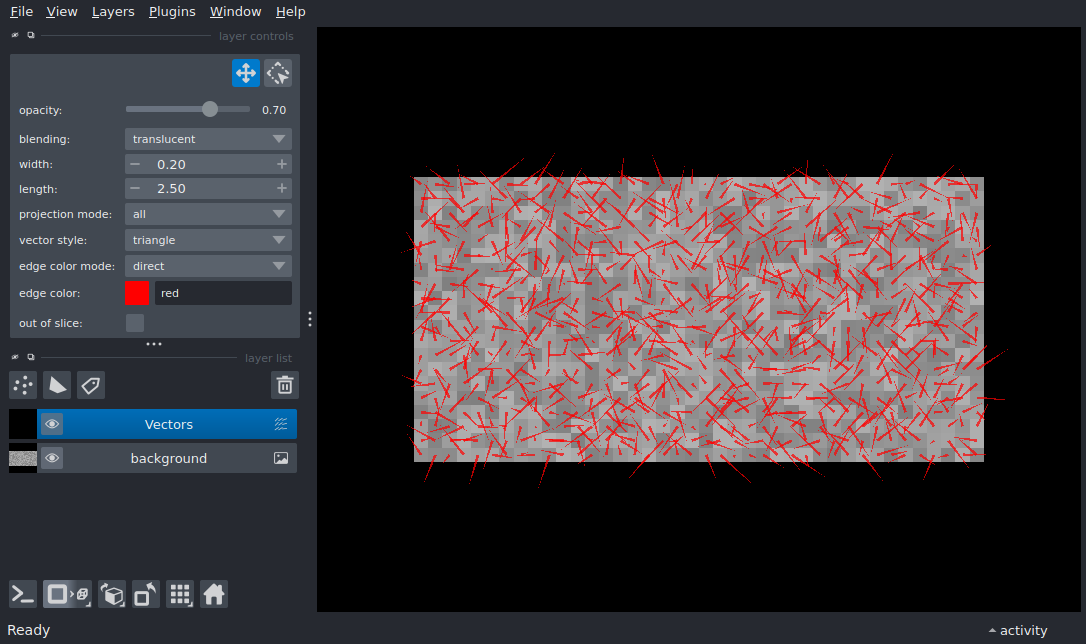 File View Layers Plugins Window Help
layer controls
opacity: 0.70
blending: translucent
width: 0.20
length: 2.50
projection mode: all
vector style: triangle
edge color mode: direct
edge color: red
out of slice:
layer list
Vectors
background
Ready activity